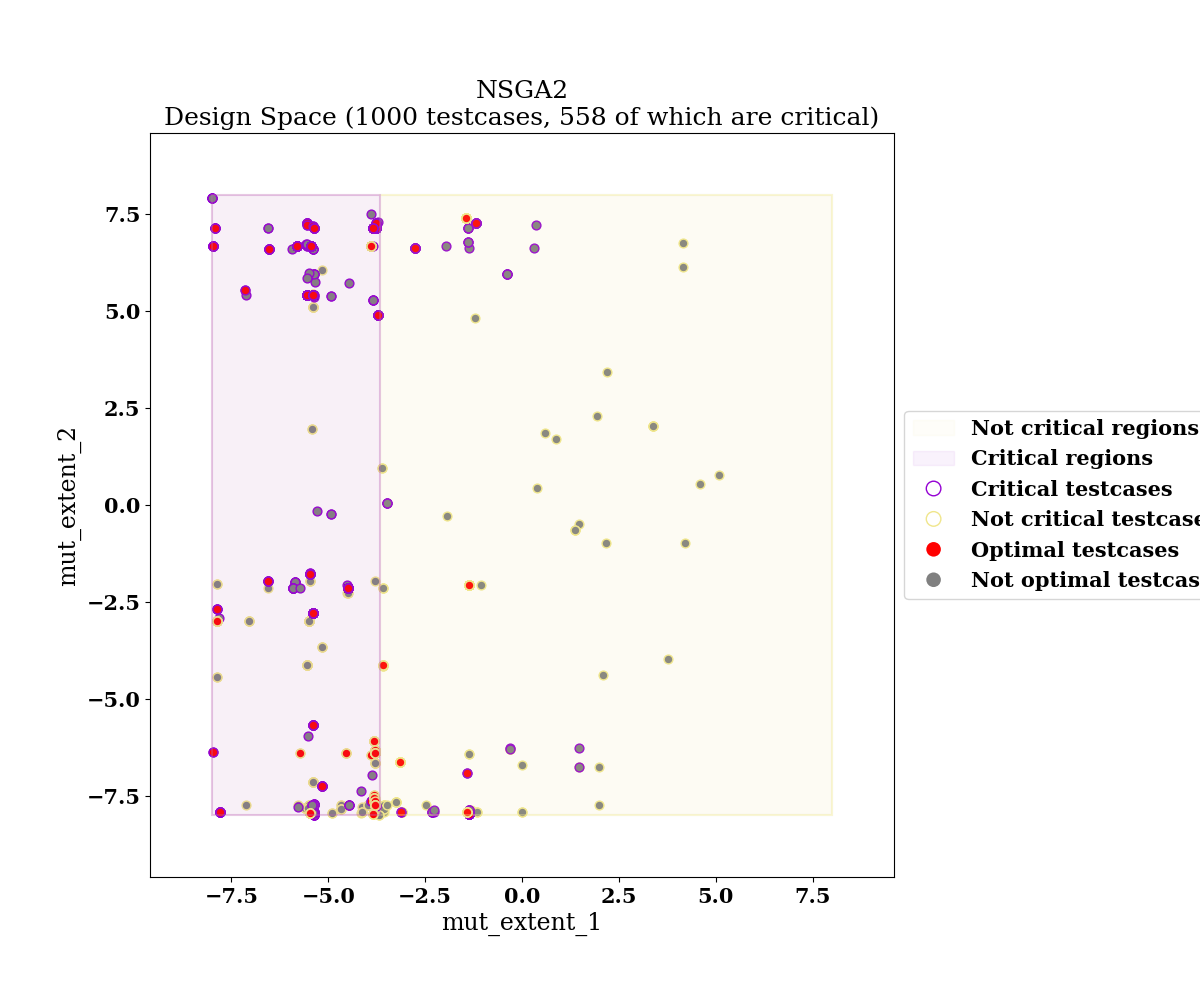 NSGA2
Design Space (1000 testcases, 558 of which are critical)
mut_extent_2
7.5
5.0
2.5
0.0
−2.5
−5.0
−7.5
−7.5
−5.0
−2.5
0.0
2.5
5.0
7.5
mut_extent_1
Not critical regions
Critical regions
Critical testcases
Not critical testcase
Optimal testcases
Not optimal testcas